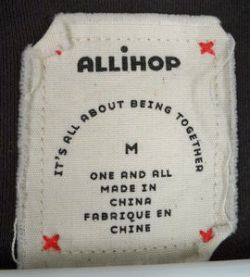 ALLiHOP
IT'S ALL ABOUT BEING TOGETHER
M
ONE AND ALL
MADE IN
CHINA
FABRIQUE EN
CHINE